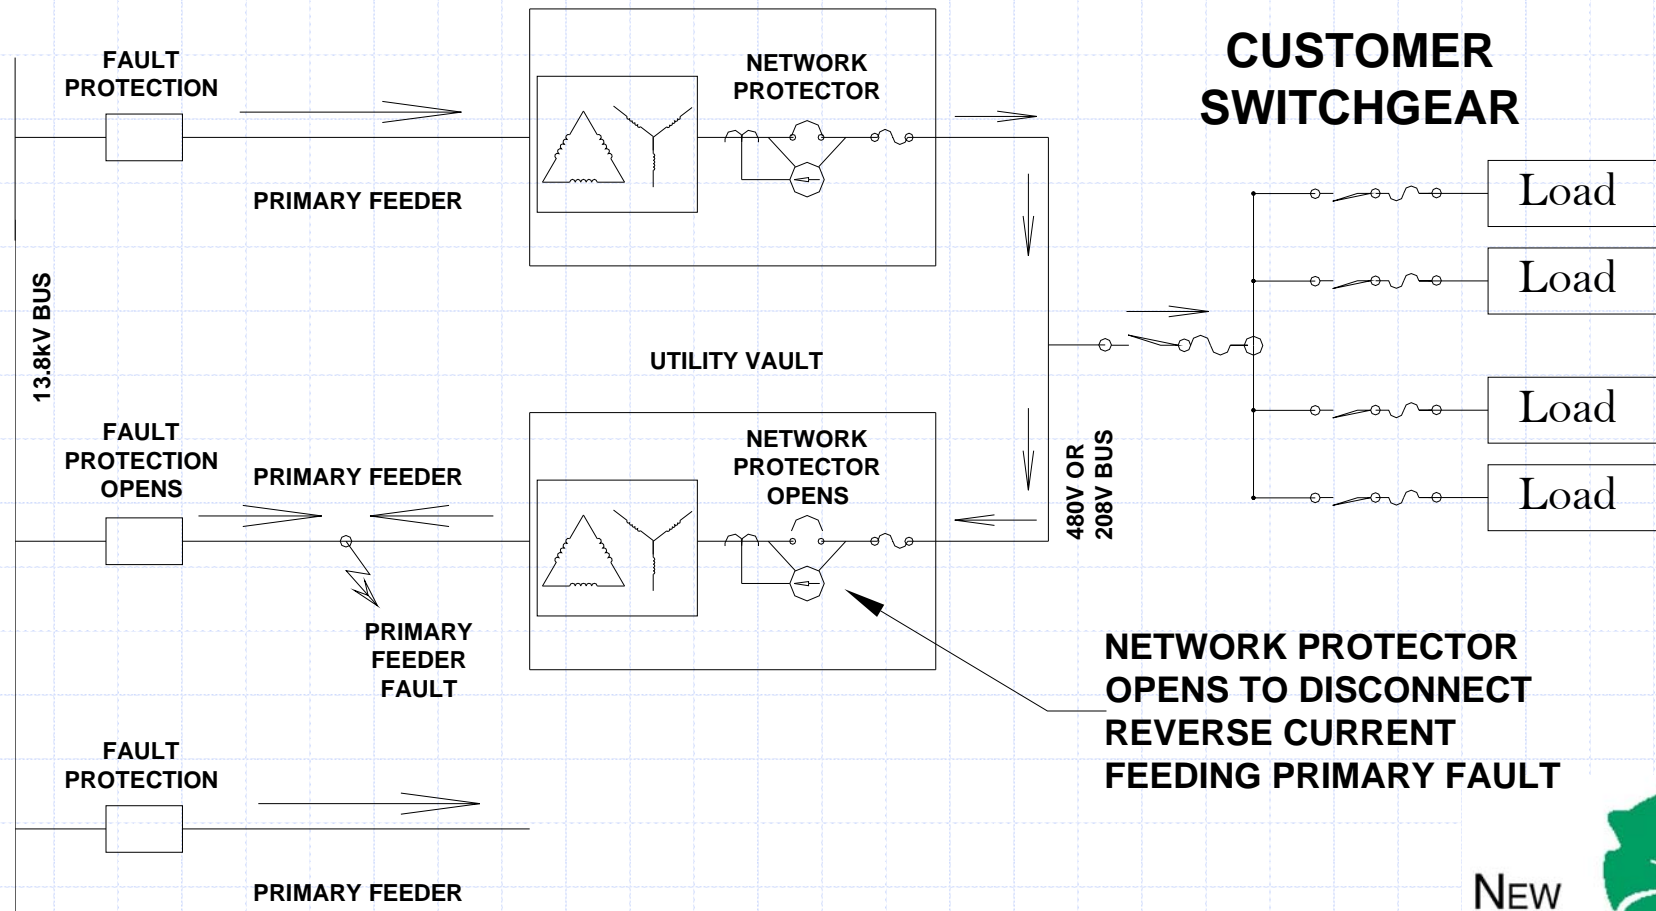 FAULT
PROTECTION
NETWORK
PROTECTOR
CUSTOMER
SWITCHGEAR
PRIMARY FEEDER
Load
Load
13.8kV BUS
UTILITY VAULT
Load
Load
FAULT
PROTECTION
OPENS
PRIMARY FEEDER
NETWORK
PROTECTOR
OPENS
480V OR
208V BUS
PRIMARY
FEEDER
FAULT
NETWORK PROTECTOR
OPENS TO DISCONNECT
REVERSE CURRENT
FEEDING PRIMARY FAULT
FAULT
PROTECTION
PRIMARY FEEDER
NEW